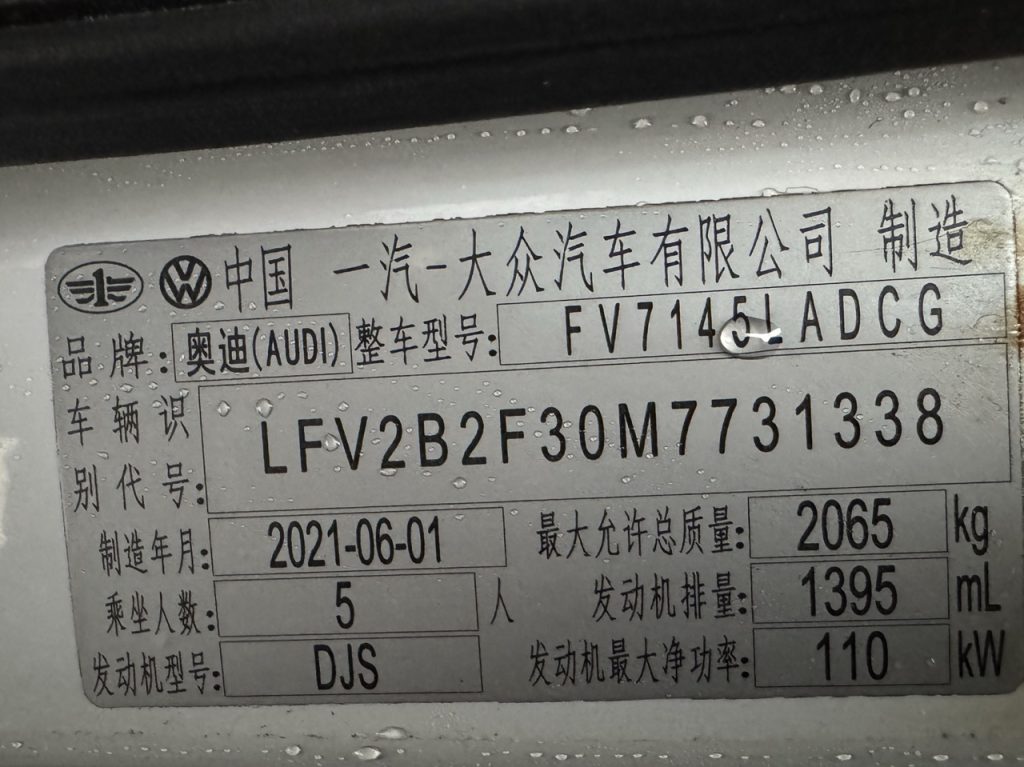 中国 一汽-大众汽车有限公司 制造
品牌: 奥迪(AUDI) 整车型号: FV7145LADCG
车辆识别代号: LFV2B2F30M7731338
制造年月: 2021-06-01 最大允许总质量: 2065 kg
乘坐人数: 5 人 发动机排量: 1395 mL
发动机型号: DJS 发动机最大净功率: 110 kW